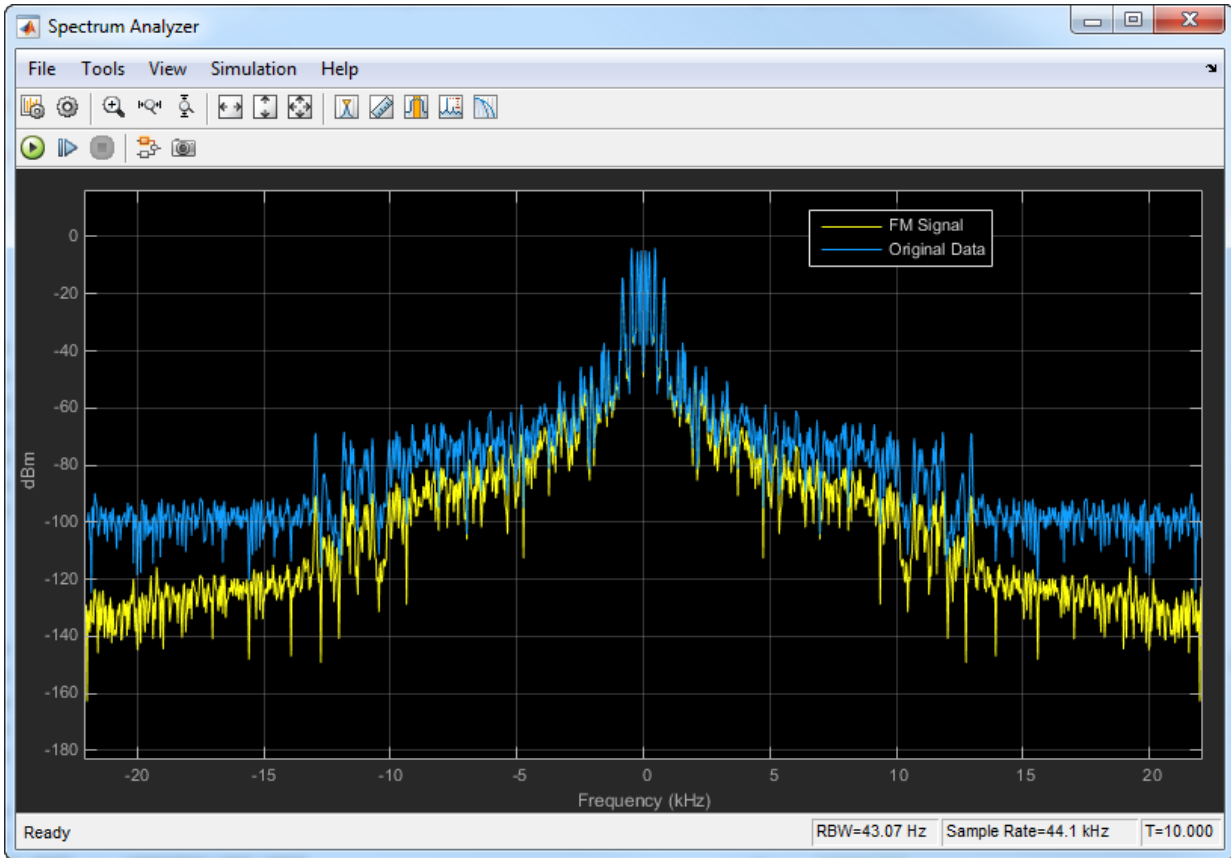 Spectrum Analyzer
File Tools View Simulation Help
FM Signal
Original Data
0
-20
-40
-60
-80
-100
-120
-140
-160
-180
dBm
-20 -15 -10 -5 0 5 10 15 20
Frequency (kHz)
Ready RBW=43.07 Hz Sample Rate=44.1 kHz T=10.000